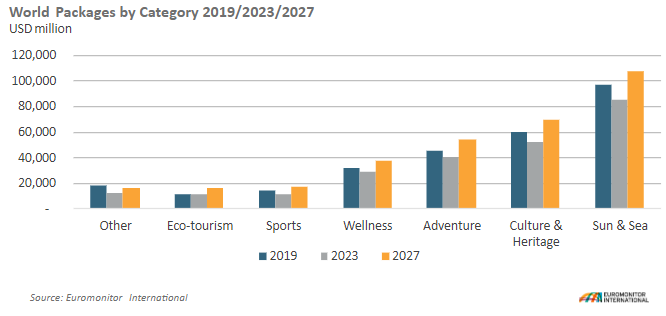 World Packages by Category 2019/2023/2027
USD million
120,000
100,000
80,000
60,000
40,000
20,000
-
Other Eco-tourism Sports Wellness Adventure Culture & Heritage Sun & Sea
2019 2023 2027
Source: Euromonitor International
EUROMONITOR
INTERNATIONAL